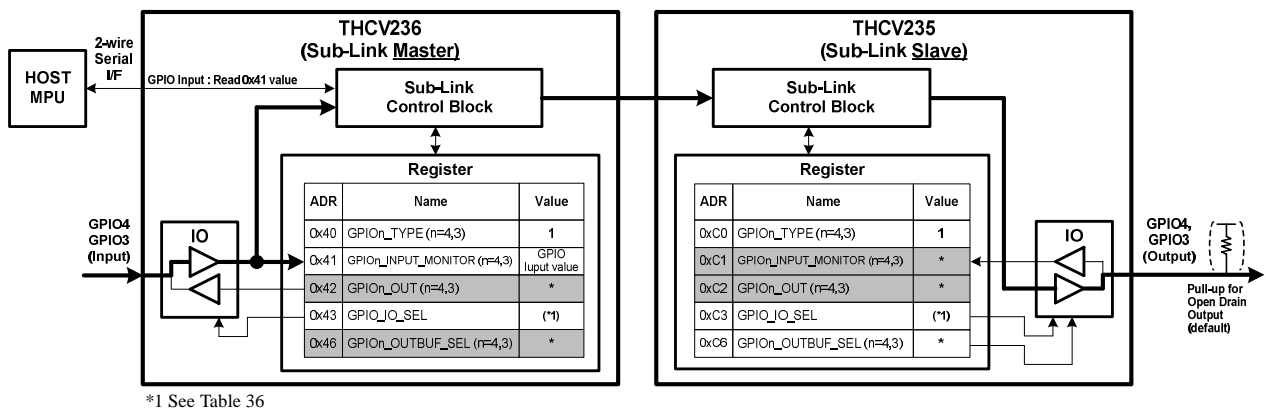 THCV236
(Sub-Link Master)
THCV235
(Sub-Link Slave)
2-wire
Serial
I/F
HOST
MPU
GPIO Input : Read 0x41 value
Sub-Link
Control Block
Sub-Link
Control Block
Register
ADR Name Value
0x40 GPIOn_TYPE (n=4,3) 1
0x41 GPIOn_INPUT_MONITOR (n=4,3) GPIO Iuput value
0x42 GPIOn_OUT (n=4,3) *
0x43 GPIO_IO_SEL (*1)
0x46 GPIOn_OUTBUF_SEL (n=4,3) *
GPIO4
GPIO3
(Input)
IO
Register
ADR Name Value
0xC0 GPIOn_TYPE (n=4,3) 1
0xC1 GPIOn_INPUT_MONITOR (n=4,3) *
0xC2 GPIOn_OUT (n=4,3) *
0xC3 GPIO_IO_SEL (*1)
0xC6 GPIOn_OUTBUF_SEL (n=4,3) *
IO
GPIO4,
GPIO3
(Output)
Pull-up for
Open Drain
Output
(default)
*1 See Table 36